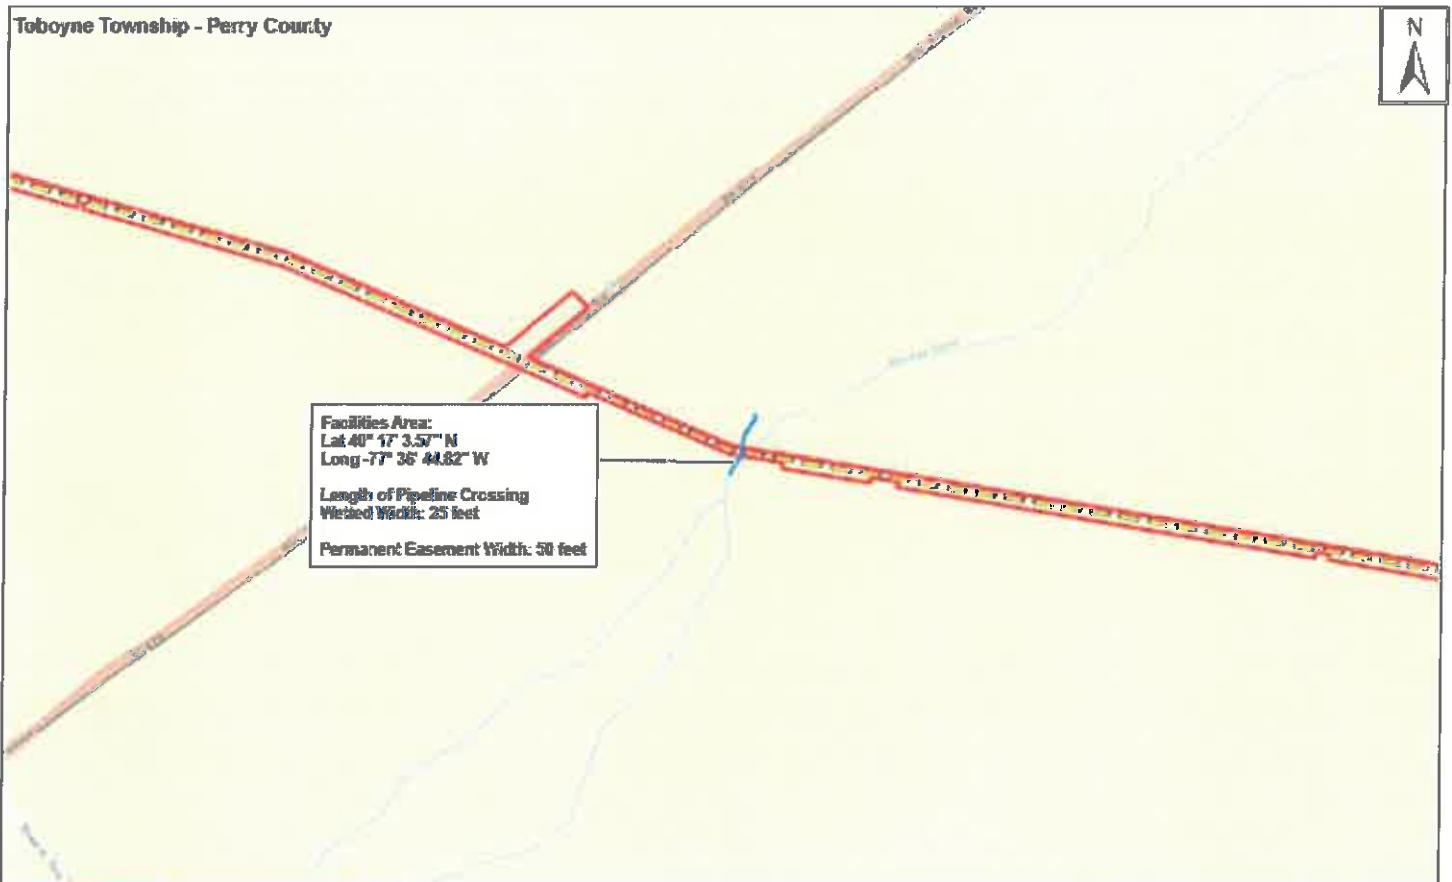 Toboyne Township - Perry County
N
Facilities Area:
Lat 40° 17' 3.57" N
Long -77° 36' 44.82" W
Length of Pipeline Crossing
Wetted Width: 25 feet
Permanent Easement Width: 50 feet